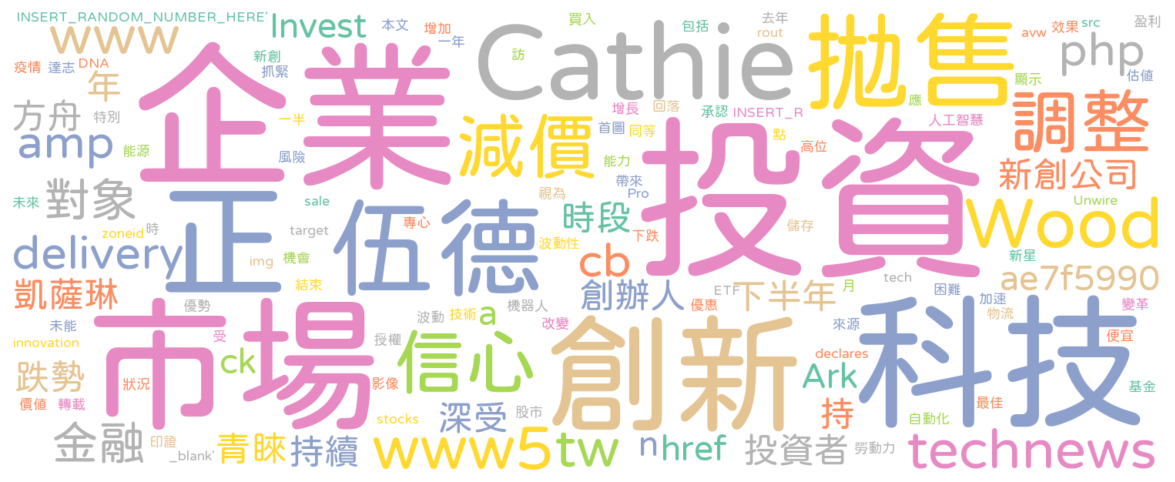 INSERT_RANDOM_NUMBER_HERE'
Invest
本文
增加
買入
包括
去年
rout
avw
效果
src
盈利
www
企業
Cathie
拋售
php
疫情
達志
DNA
新創
抓緊
一年
訪
顯示
估值
年
方舟
特別
amp
能源
一半
風險
減價
增長
回落
承認
INSERT_R
首圖
同等
點
高位
應
人工智慧
調整
投資
能力
帶來
Pro
視為
新創公司
未來
對象
正
sale
伍德
專心
時段
下跌
儲存
Wood
Unwire
zoneid
時
target
波動性
新星
delivery
img
機會
結束
cb
tech
ae7f5990
凱薩琳
創辦人
優惠
ETF
下半年
月
困難
加速
物流
變革
優勢
市場
波動
技術
a
機器人
改變
創新
來源
科技
便宜
未能
受
授權
innovation
ck
信心
declares
跌勢
狀況
影像
Ark
基金
價值
轉載
stocks
深受
股市
持
最佳
自動化
金融
印證
_blank'
青睞
持續
www5
tw
n
href
投資者
勞動力
technews